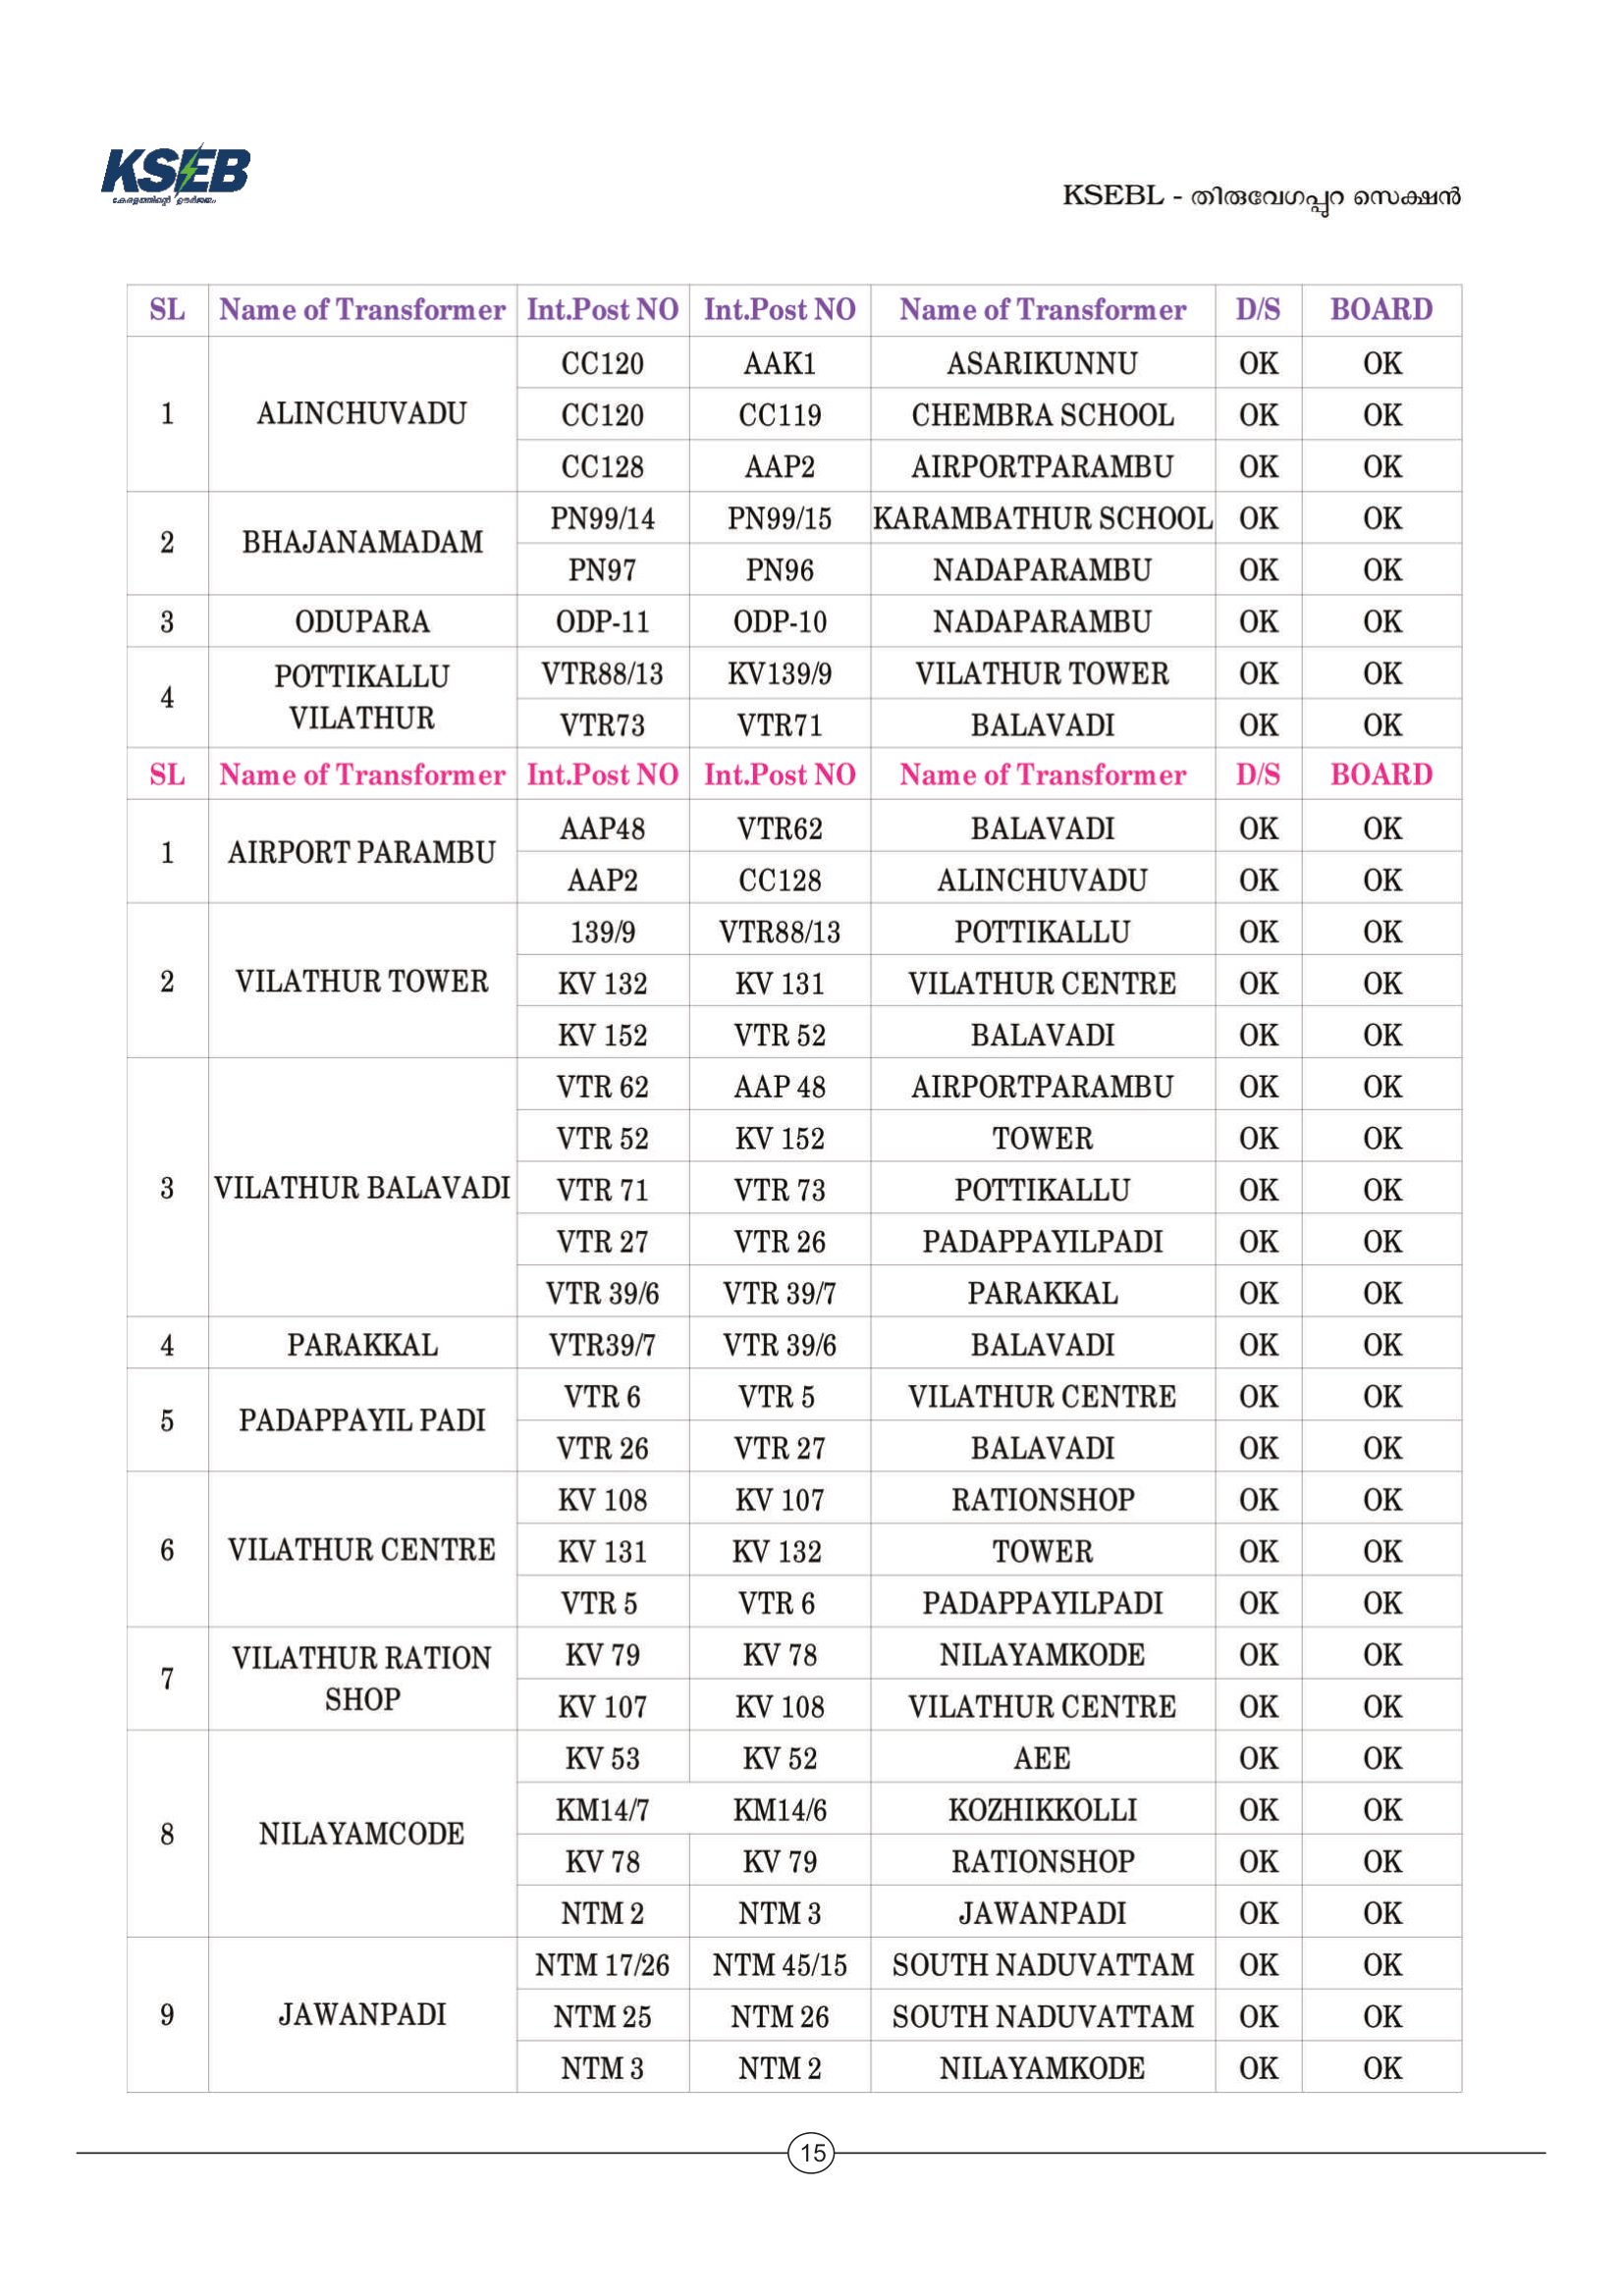 KSEB
കേരളത്തിന്റെ ഊർജ്ജം
KSEBL - തിരുവേഗപ്പുറ സെക്ഷൻ
SL Name of Transformer Int.Post NO Int.Post NO Name of Transformer D/S BOARD
1 ALINCHUVADU CC120 AAK1 ASARIKUNNU OK OK
CC120 CC119 CHEMBRA SCHOOL OK OK
CC128 AAP2 AIRPORTPARAMBU OK OK
2 BHAJANAMADAM PN99/14 PN99/15 KARAMBATHUR SCHOOL OK OK
PN97 PN96 NADAPARAMBU OK OK
3 ODUPARA ODP-11 ODP-10 NADAPARAMBU OK OK
4 POTTIKALLU VTR88/13 KV139/9 VILATHUR TOWER OK OK
VILATHUR VTR73 VTR71 BALAVADI OK OK
SL Name of Transformer Int.Post NO Int.Post NO Name of Transformer D/S BOARD
1 AIRPORT PARAMBU AAP48 VTR62 BALAVADI OK OK
AAP2 CC128 ALINCHUVADU OK OK
2 VILATHUR TOWER 139/9 VTR88/13 POTTIKALLU OK OK
KV 132 KV 131 VILATHUR CENTRE OK OK
KV 152 VTR 52 BALAVADI OK OK
3 VILATHUR BALAVADI VTR 62 AAP 48 AIRPORTPARAMBU OK OK
VTR 52 KV 152 TOWER OK OK
VTR 71 VTR 73 POTTIKALLU OK OK
VTR 27 VTR 26 PADAPPAYILPADI OK OK
VTR 39/6 VTR 39/7 PARAKKAL OK OK
4 PARAKKAL VTR39/7 VTR 39/6 BALAVADI OK OK
5 PADAPPAYIL PADI VTR 6 VTR 5 VILATHUR CENTRE OK OK
VTR 26 VTR 27 BALAVADI OK OK
6 VILATHUR CENTRE KV 108 KV 107 RATIONSHOP OK OK
KV 131 KV 132 TOWER OK OK
VTR 5 VTR 6 PADAPPAYILPADI OK OK
7 VILATHUR RATION KV 79 KV 78 NILAYAMKODE OK OK
SHOP KV 107 KV 108 VILATHUR CENTRE OK OK
8 NILAYAMCODE KV 53 KV 52 AEE OK OK
KM14/7 KM14/6 KOZHIKKOLLI OK OK
KV 78 KV 79 RATIONSHOP OK OK
NTM 2 NTM 3 JAWANPADI OK OK
9 JAWANPADI NTM 17/26 NTM 45/15 SOUTH NADUVATTAM OK OK
NTM 25 NTM 26 SOUTH NADUVATTAM OK OK
NTM 3 NTM 2 NILAYAMKODE OK OK
15